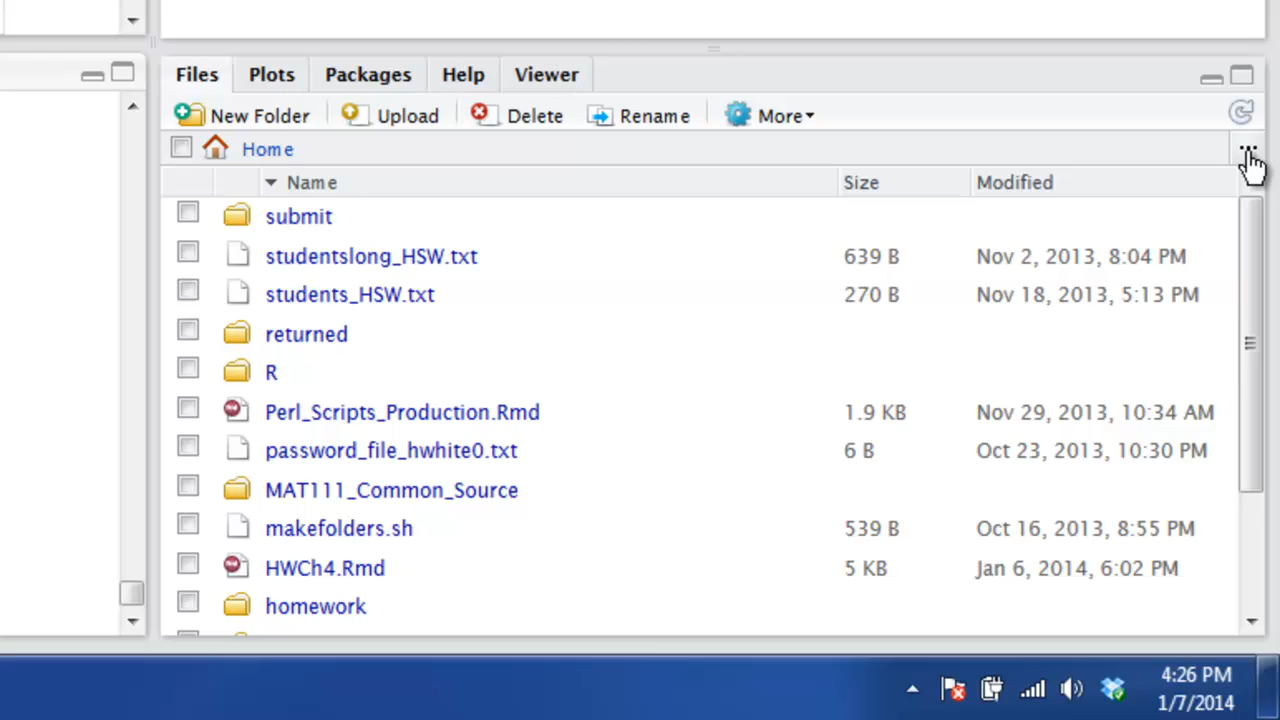 Files Plots Packages Help Viewer
New Folder Upload Delete Rename More
Home ...
Name Size Modified
submit
studentslong_HSW.txt 639 B Nov 2, 2013, 8:04 PM
students_HSW.txt 270 B Nov 18, 2013, 5:13 PM
returned
R
Perl_Scripts_Production.Rmd 1.9 KB Nov 29, 2013, 10:34 AM
password_file_hwhite0.txt 6 B Oct 23, 2013, 10:30 PM
MAT111_Common_Source
makefolders.sh 539 B Oct 16, 2013, 8:55 PM
HWCh4.Rmd 5 KB Jan 6, 2014, 6:02 PM
homework
4:26 PM
1/7/2014